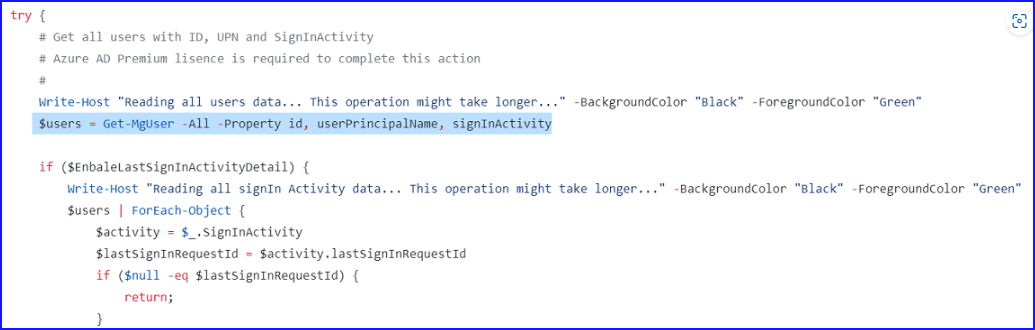 try {
# Get all users with ID, UPN and SignInActivity
# Azure AD Premium lisence is required to complete this action
#
Write-Host "Reading all users data... This operation might take longer..." -BackgroundColor "Black" -ForegroundColor "Green"
$users = Get-MgUser -All -Property id, userPrincipalName, signInActivity
if ($EnbaleLastSignInActivityDetail) {
Write-Host "Reading all signIn Activity data... This operation might take longer..." -BackgroundColor "Black" -ForegroundColor "Green"
$users | ForEach-Object {
$activity = $_.SignInActivity
$lastSignInRequestId = $activity.lastSignInRequestId
if ($null -eq $lastSignInRequestId) {
return;
}